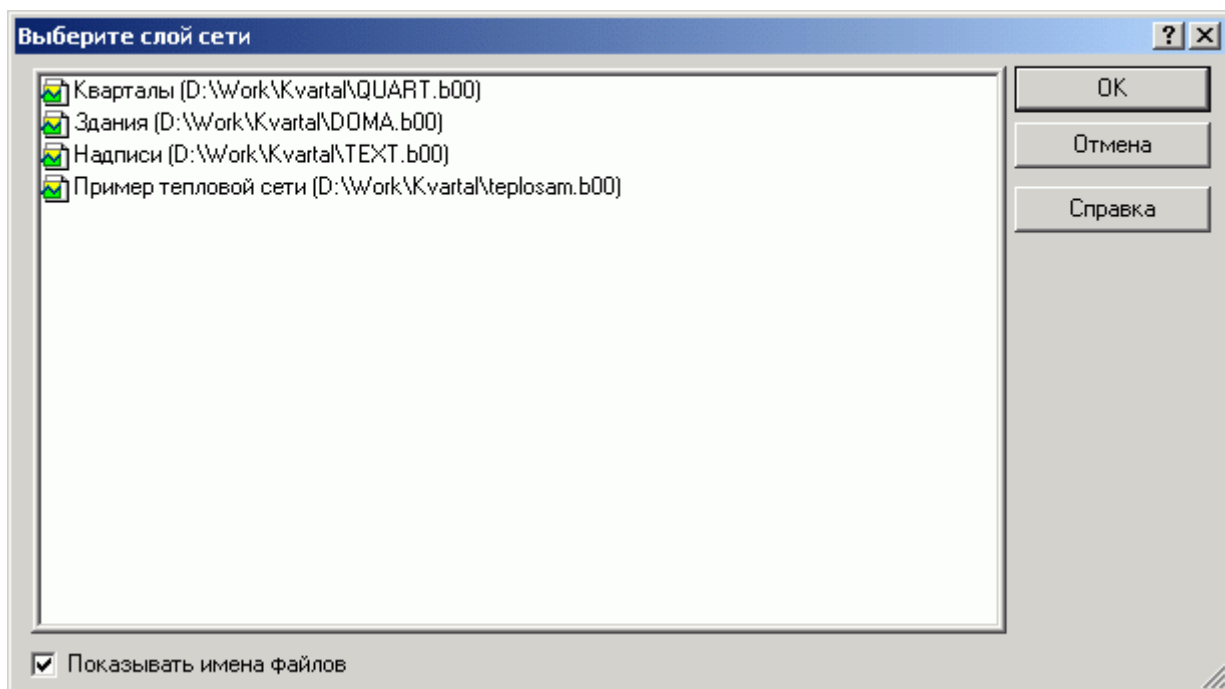 Выберите слой сети
Кварталы (D:\Work\Kvartal\QUART.b00)
Здания (D:\Work\Kvartal\DOMA.b00)
Надписи (D:\Work\Kvartal\TEXT.b00)
Пример тепловой сети (D:\Work\Kvartal\teplosam.b00)
OK
Отмена
Справка
Показывать имена файлов